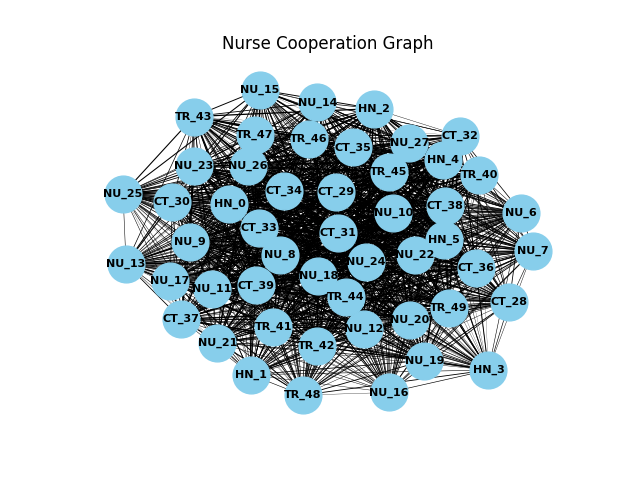 Nurse Cooperation Graph
NU_15
NU_14
HN_2
TR_43
TR_47
TR_46
CT_35
NU_27
CT_32
HN_4
NU_23
NU_26
TR_45
TR_40
NU_25
CT_30
HN_0
CT_34
CT_29
NU_10
CT_38
NU_6
CT_33
CT_31
HN_5
NU_7
NU_9
NU_8
NU_24
NU_22
CT_36
NU_13
NU_17
NU_11
CT_39
NU_18
TR_44
TR_49
CT_28
CT_37
TR_41
NU_12
NU_20
NU_21
TR_42
NU_19
HN_1
HN_3
TR_48
NU_16